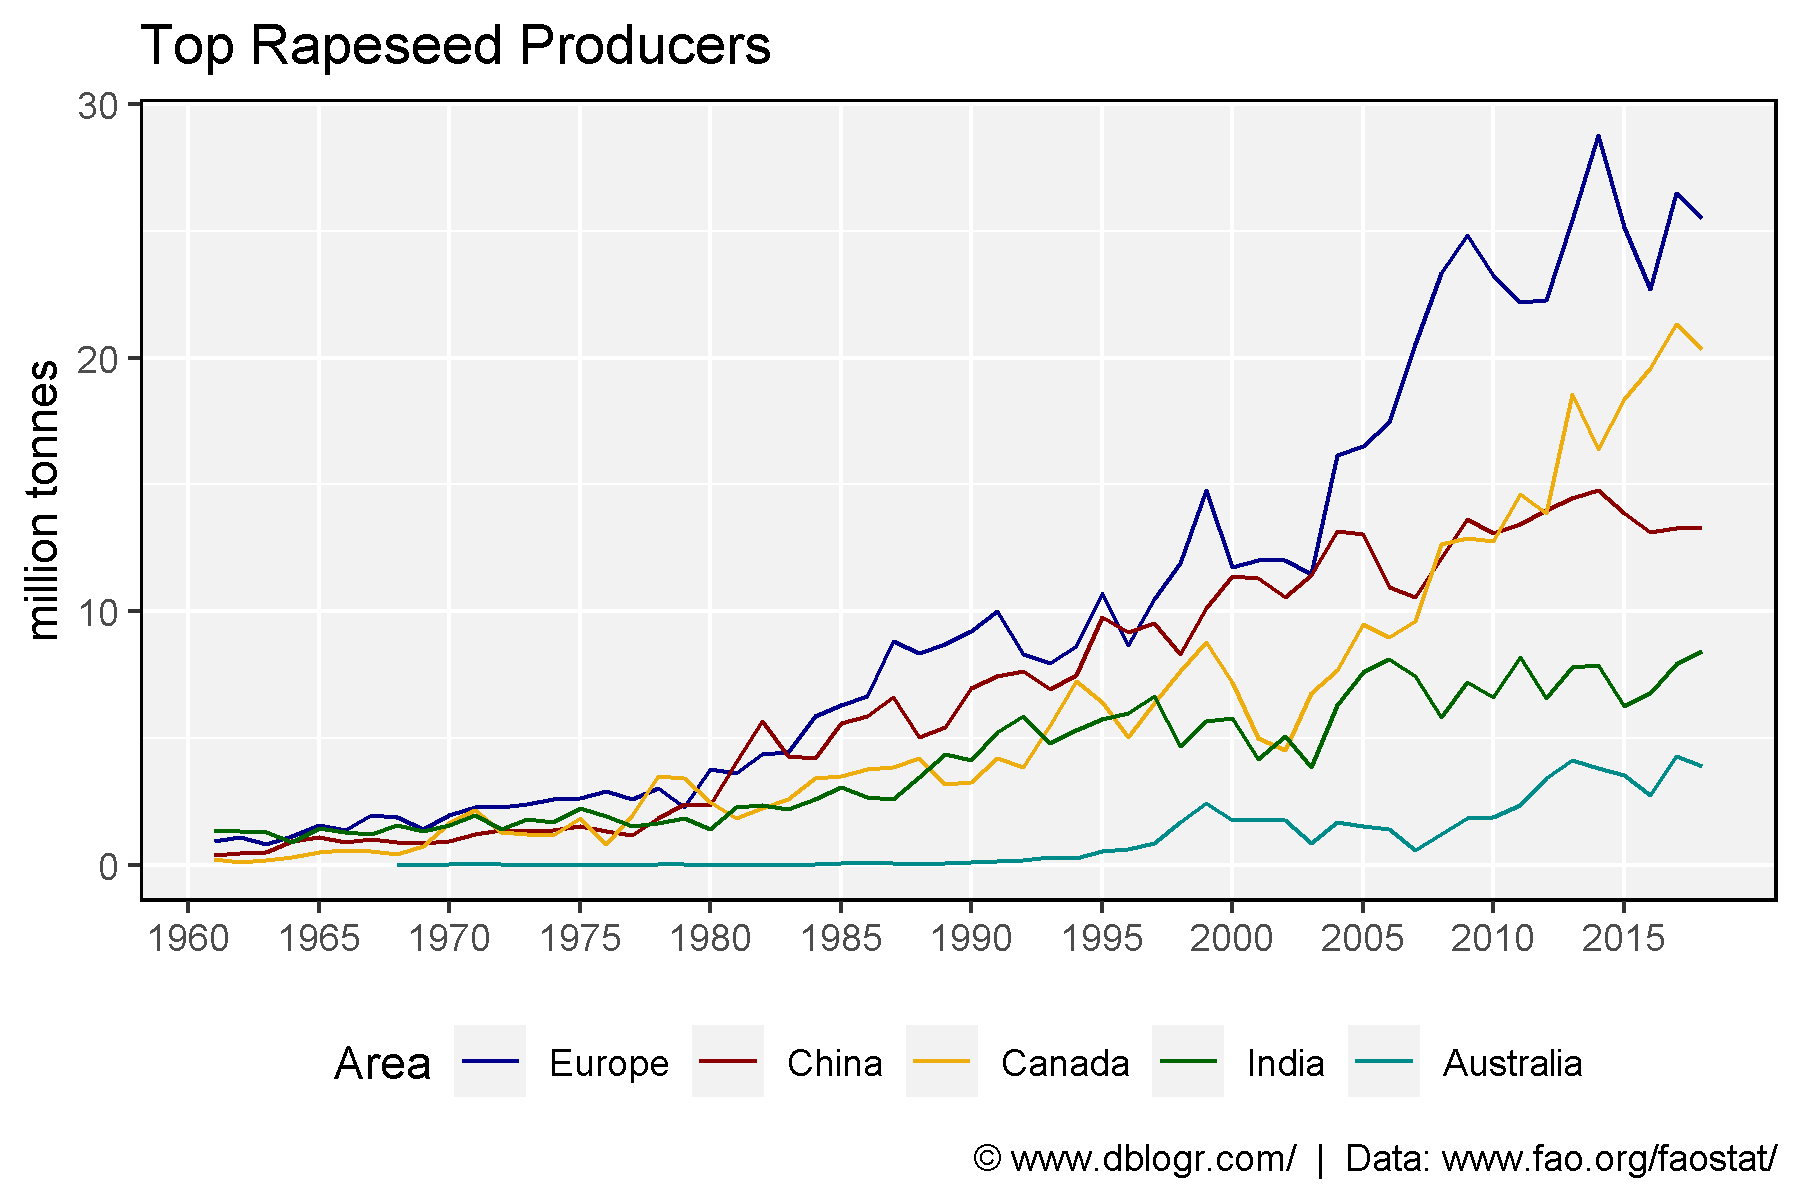 Top Rapeseed Producers
30
20
10
0
million tonnes
1960 1965 1970 1975 1980 1985 1990 1995 2000 2005 2010 2015
Area Europe China Canada India Australia
© www.dblogr.com/ | Data: www.fao.org/faostat/